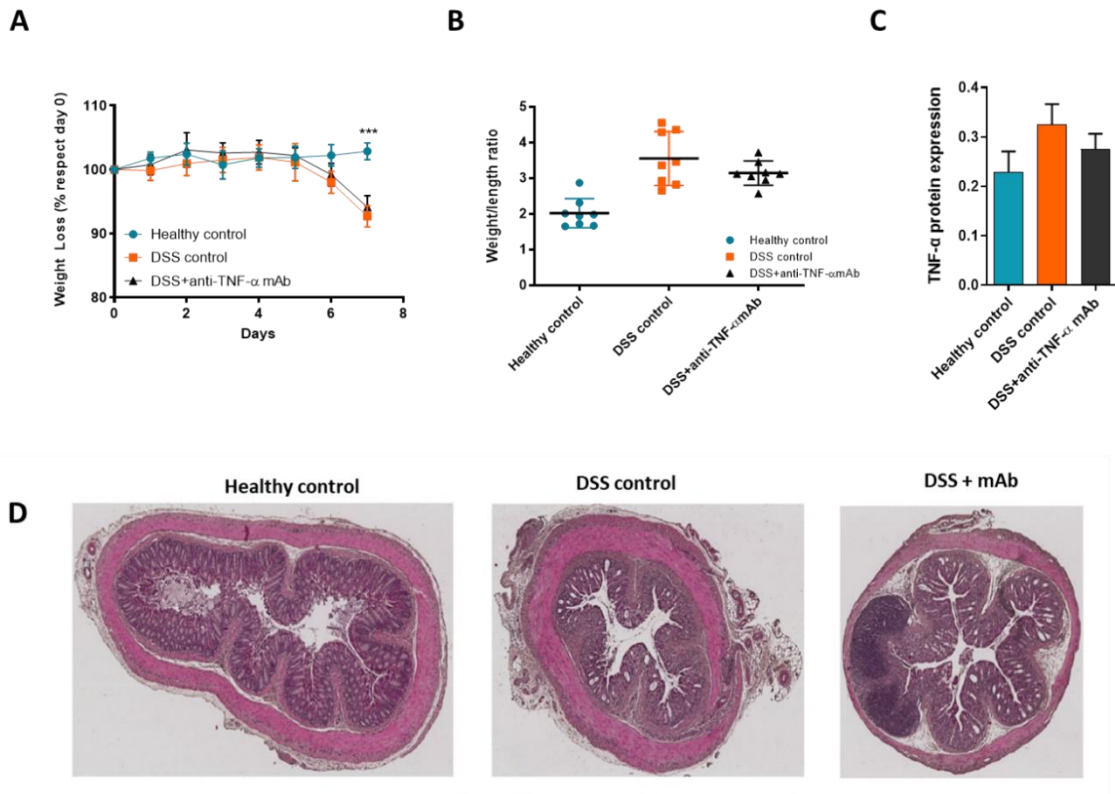 A
B
C
Weight Loss (% respect day 0)
110
100
90
80
***
Healthy control
DSS control
DSS+anti-TNF-α mAb
0
2
4
6
8
Days
Weight/length ratio
5
4
3
2
1
0
Healthy control
DSS control
DSS+anti-TNF-αmAb
Healthy control
DSS control
DSS+anti-TNF-αmAb
TNF-α protein expression
0.4
0.3
0.2
0.1
0.0
Healthy control
DSS control
DSS+anti-TNF-α mAb
D
Healthy control
DSS control
DSS + mAb